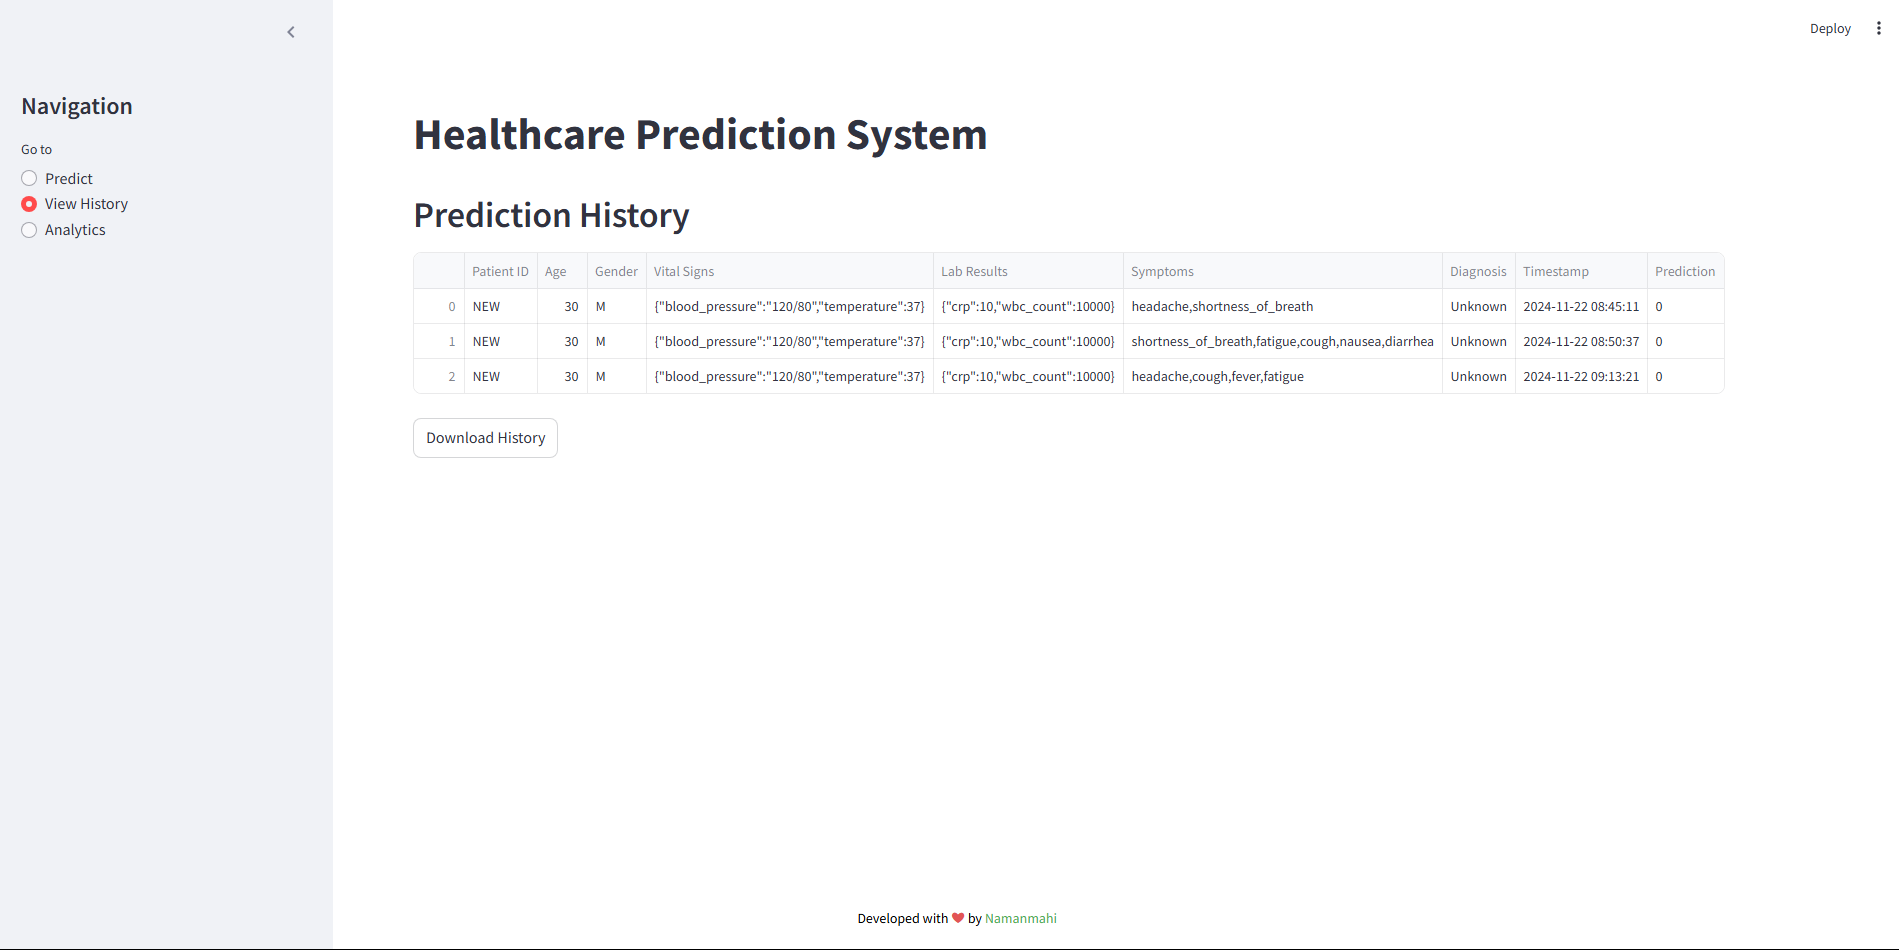 Deploy
Navigation
Go to
Predict
View History
Analytics
Healthcare Prediction System
Prediction History
Patient ID Age Gender Vital Signs Lab Results Symptoms Diagnosis Timestamp Prediction
0 NEW 30 M {"blood_pressure":"120/80","temperature":37} {"crp":10,"wbc_count":10000} headache,shortness_of_breath Unknown 2024-11-22 08:45:11 0
1 NEW 30 M {"blood_pressure":"120/80","temperature":37} {"crp":10,"wbc_count":10000} shortness_of_breath,fatigue,cough,nausea,diarrhea Unknown 2024-11-22 08:50:37 0
2 NEW 30 M {"blood_pressure":"120/80","temperature":37} {"crp":10,"wbc_count":10000} headache,cough,fever,fatigue Unknown 2024-11-22 09:13:21 0
Download History
Developed with ❤ by Namanmahi